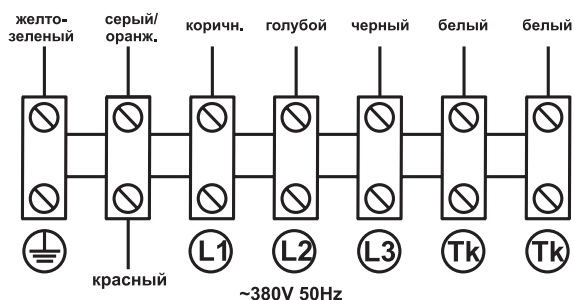 желто-
зеленый
серый/
оранж.
коричн.
голубой
черный
белый
белый
L1
L2
L3
Tk
Tk
красный
~380V 50Hz